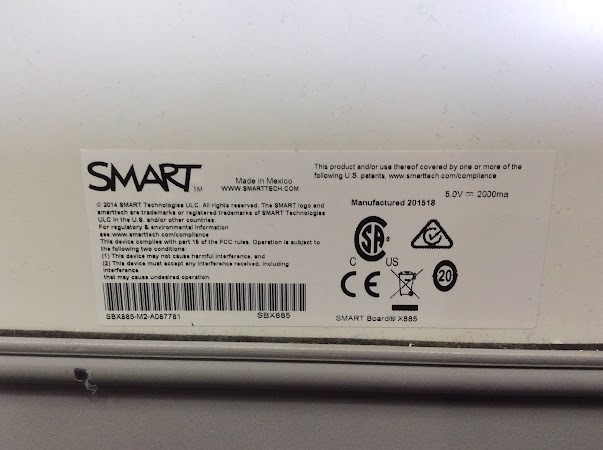 SMART TM
Made in Mexico
WWW.SMARTTECH.COM
© 2014 SMART Technologies ULC. All rights reserved. The SMART logo and
smarttech are trademarks or registered trademarks of SMART Technologies
ULC in the U.S. and/or other countries.
For regulatory & environmental information
see www.smarttech.com/compliance
This device complies with part 15 of the FCC rules. Operation is subject to
the following two conditions:
(1) This device may not cause harmful interference, and
(2) This device must accept any interference received, including
interference
that may cause undesired operation.
SBX885-M2-A087781
SBX885
This product and/or use thereof covered by one or more of the
following U.S. patents. www.smarttech.com/compliance
5.0V ⎓ 2000ma
Manufactured 201518
SA ®
C US
CE
20
SMART Board® X885